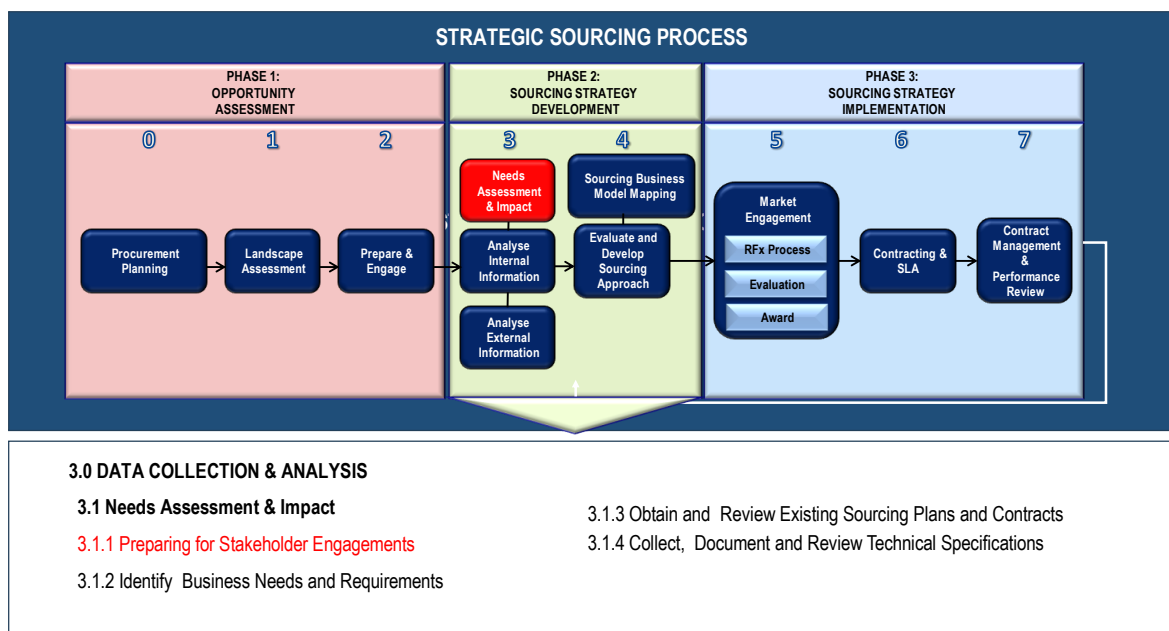 STRATEGIC SOURCING PROCESS
PHASE 1:
OPPORTUNITY
ASSESSMENT
PHASE 2:
SOURCING STRATEGY
DEVELOPMENT
PHASE 3:
SOURCING STRATEGY
IMPLEMENTATION
0
1
2
3
4
5
6
7
Procurement
Planning
Landscape
Assessment
Prepare &
Engage
Needs
Assessment
& Impact
Analyse
Internal
Information
Analyse
External
Information
Sourcing Business
Model Mapping
Evaluate and
Develop
Sourcing
Approach
Market
Engagement
RFx Process
Evaluation
Award
Contracting &
SLA
Contract
Management
&
Performance
Review
3.0 DATA COLLECTION & ANALYSIS
3.1 Needs Assessment & Impact
3.1.1 Preparing for Stakeholder Engagements
3.1.2 Identify Business Needs and Requirements
3.1.3 Obtain and Review Existing Sourcing Plans and Contracts
3.1.4 Collect, Document and Review Technical Specifications